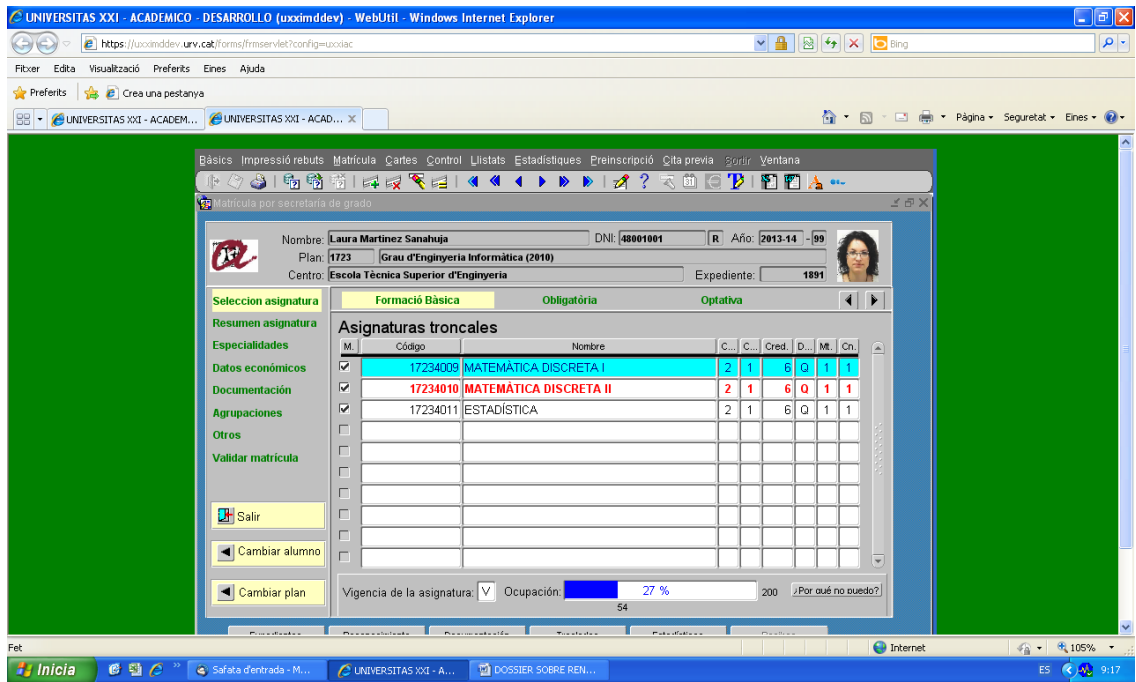 UNIVERSITAS XXI - ACADEMICO - DESARROLLO (uxximddev) - WebUtil - Windows Internet Explorer
https://uxximddev.urv.cat/forms/frmservlet?config=uxxiac
Bing
Fitxer Edita Visualització Preferits Eines Ajuda
Preferits Crea una pestanya
UNIVERSITAS XXI - ACADEM... UNIVERSITAS XXI - ACAD... X Pàgina Seguretat Eines
Bàsics Impressió rebuts Matrícula Cartes Control Llistats Estadístiques Preinscripció Cita previa Sortir Ventana
Matrícula por secretaría de grado
Nombre: Laura Martinez Sanahuja DNI: 48001001 R Año: 2013-14 - 99
Plan: 1723 Grau d'Enginyeria Informàtica (2010)
Centro: Escola Tècnica Superior d'Enginyeria Expediente: 1891
Seleccion asignatura Formació Bàsica Obligatòria Optativa
Resumen asignatura
Asignaturas troncales
Especialidades
M. Código Nombre C... C... Cred. D... Mt. Cn.
Datos económicos
17234009 MATEMÀTICA DISCRETA I 2 1 6 Q 1 1
Documentación
17234010 MATEMÀTICA DISCRETA II 2 1 6 Q 1 1
Agrupaciones
17234011 ESTADÍSTICA 2 1 6 Q 1 1
Otros
Validar matrícula
Salir
Cambiar alumno
Cambiar plan
Vigencia de la asignatura: V Ocupación: 27 % 200 ¿Por qué no puedo?
54
Fet Internet 105%
Inicia Safata d'entrada - M... UNIVERSITAS XXI - A... DOSSIER SOBRE REN... ES 9:17